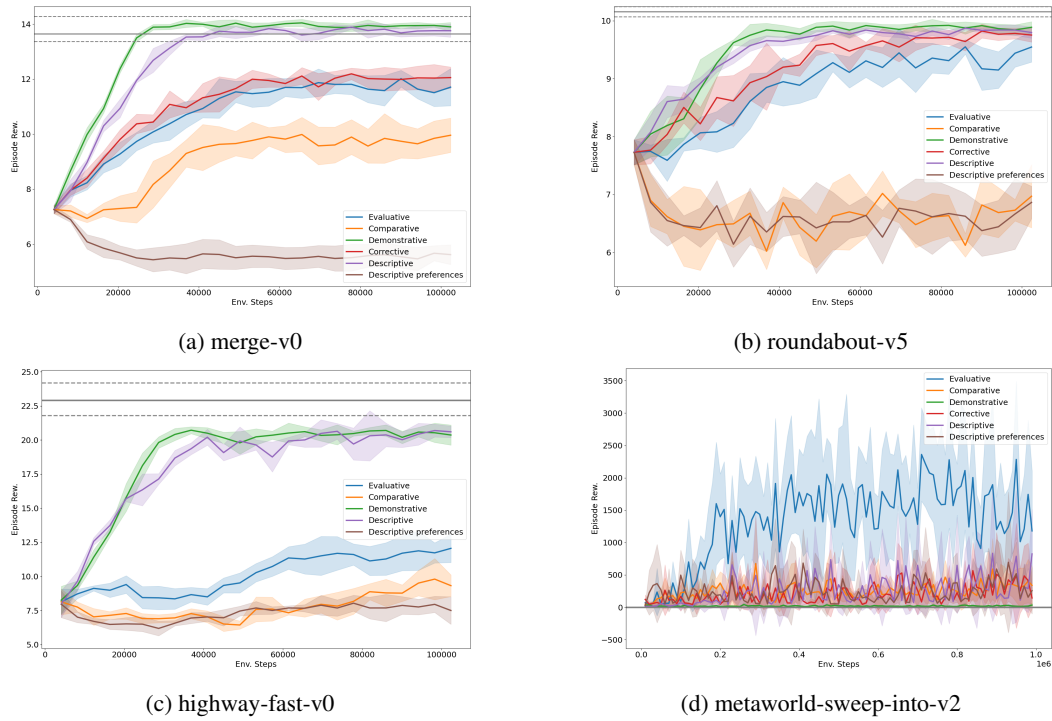 14
12
10
8
6
Episode Rew.
0
20000
40000
60000
80000
100000
Env. Steps
Evaluative
Comparative
Demonstrative
Corrective
Descriptive
Descriptive preferences
(a) merge-v0
10
9
8
7
6
Episode Rew.
0
20000
40000
60000
80000
100000
Env. Steps
Evaluative
Comparative
Demonstrative
Corrective
Descriptive
Descriptive preferences
(b) roundabout-v5
25.0
22.5
20.0
17.5
15.0
12.5
10.0
7.5
5.0
Episode Rew.
0
20000
40000
60000
80000
100000
Env. Steps
Evaluative
Comparative
Demonstrative
Descriptive
Descriptive preferences
(c) highway-fast-v0
3500
3000
2500
2000
1500
1000
500
0
−500
Episode Rew.
0.0
0.2
0.4
0.6
0.8
1.0
1e6
Env. Steps
Evaluative
Comparative
Demonstrative
Corrective
Descriptive
Descriptive preferences
(d) metaworld-sweep-into-v2